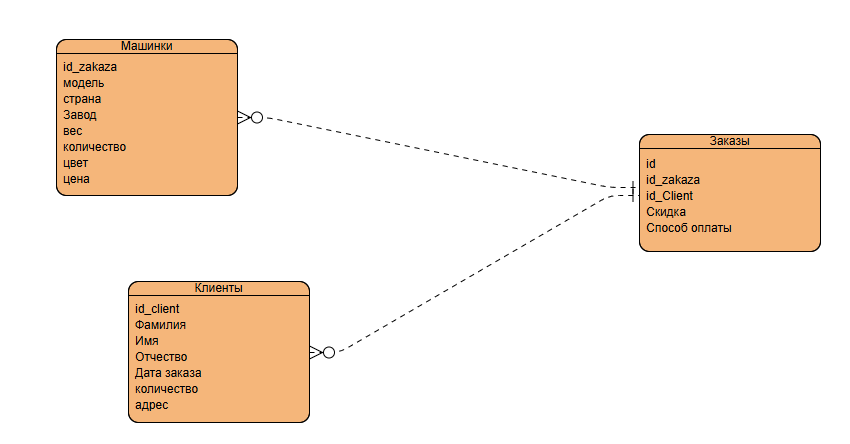 Машинки
id_zakaza
модель
страна
Завод
вес
количество
цвет
цена
Заказы
id
id_zakaza
id_Client
Скидка
Способ оплаты
Клиенты
id_client
Фамилия
Имя
Отчество
Дата заказа
количество
адрес